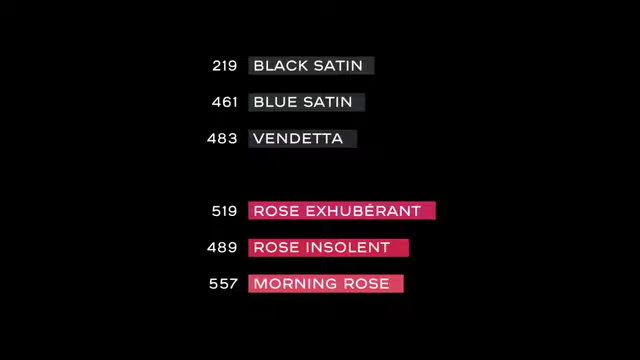 219 BLACK SATIN
461 BLUE SATIN
483 VENDETTA
519 ROSE EXHUBÉRANT
489 ROSE INSOLENT
557 MORNING ROSE